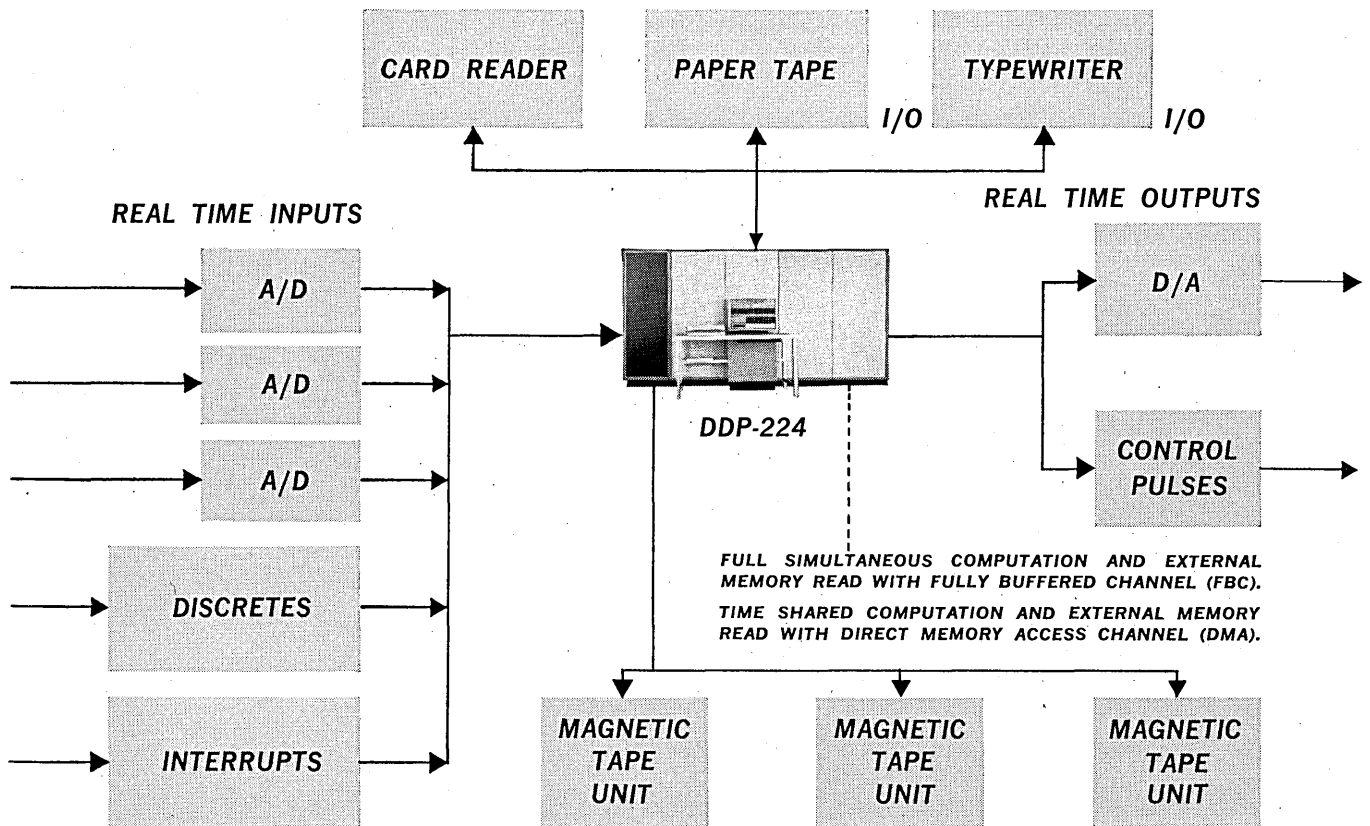 CARD READER
PAPER TAPE
I/O
TYPEWRITER
I/O
REAL TIME INPUTS
REAL TIME OUTPUTS
A/D
A/D
A/D
DISCRETES
INTERRUPTS
DDP-224
D/A
CONTROL
PULSES
FULL SIMULTANEOUS COMPUTATION AND EXTERNAL
MEMORY READ WITH FULLY BUFFERED CHANNEL (FBC).
TIME SHARED COMPUTATION AND EXTERNAL MEMORY
READ WITH DIRECT MEMORY ACCESS CHANNEL (DMA).
MAGNETIC
TAPE
UNIT
MAGNETIC
TAPE
UNIT
MAGNETIC
TAPE
UNIT